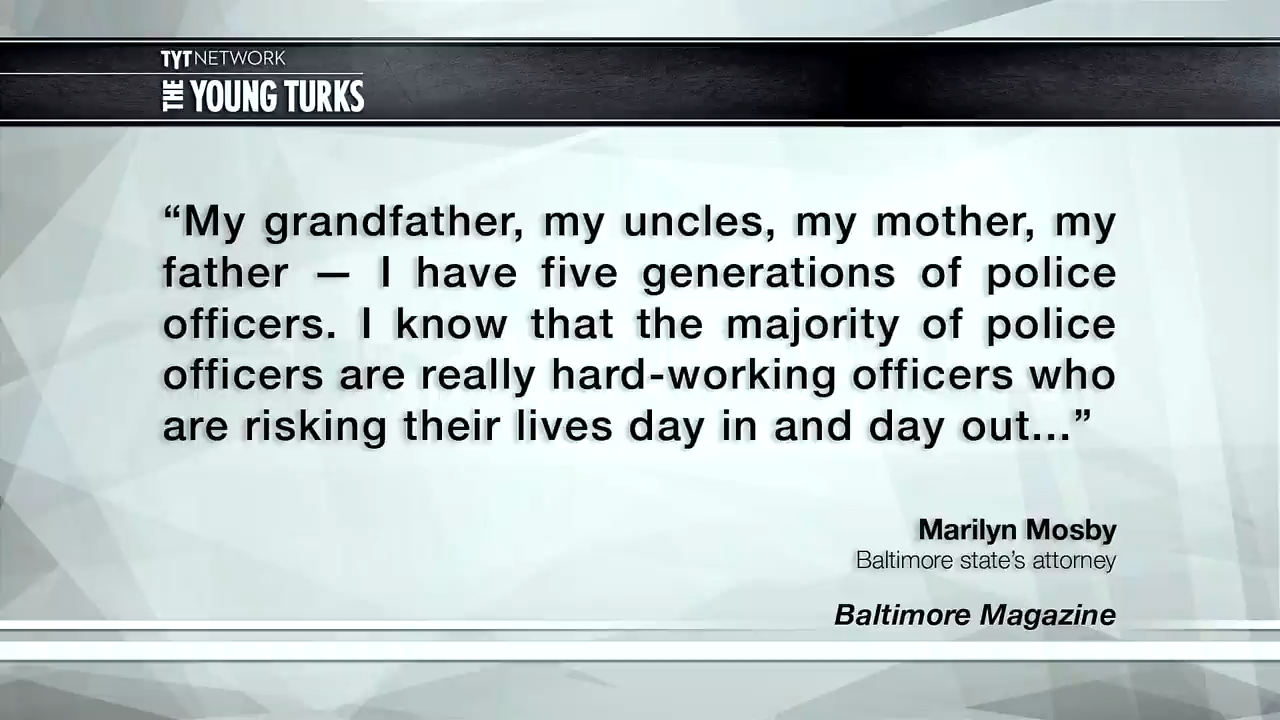 TYTNETWORK
THE YOUNG TURKS
“My grandfather, my uncles, my mother, my
father — I have five generations of police
officers. I know that the majority of police
officers are really hard-working officers who
are risking their lives day in and day out...”
Marilyn Mosby
Baltimore state’s attorney
Baltimore Magazine